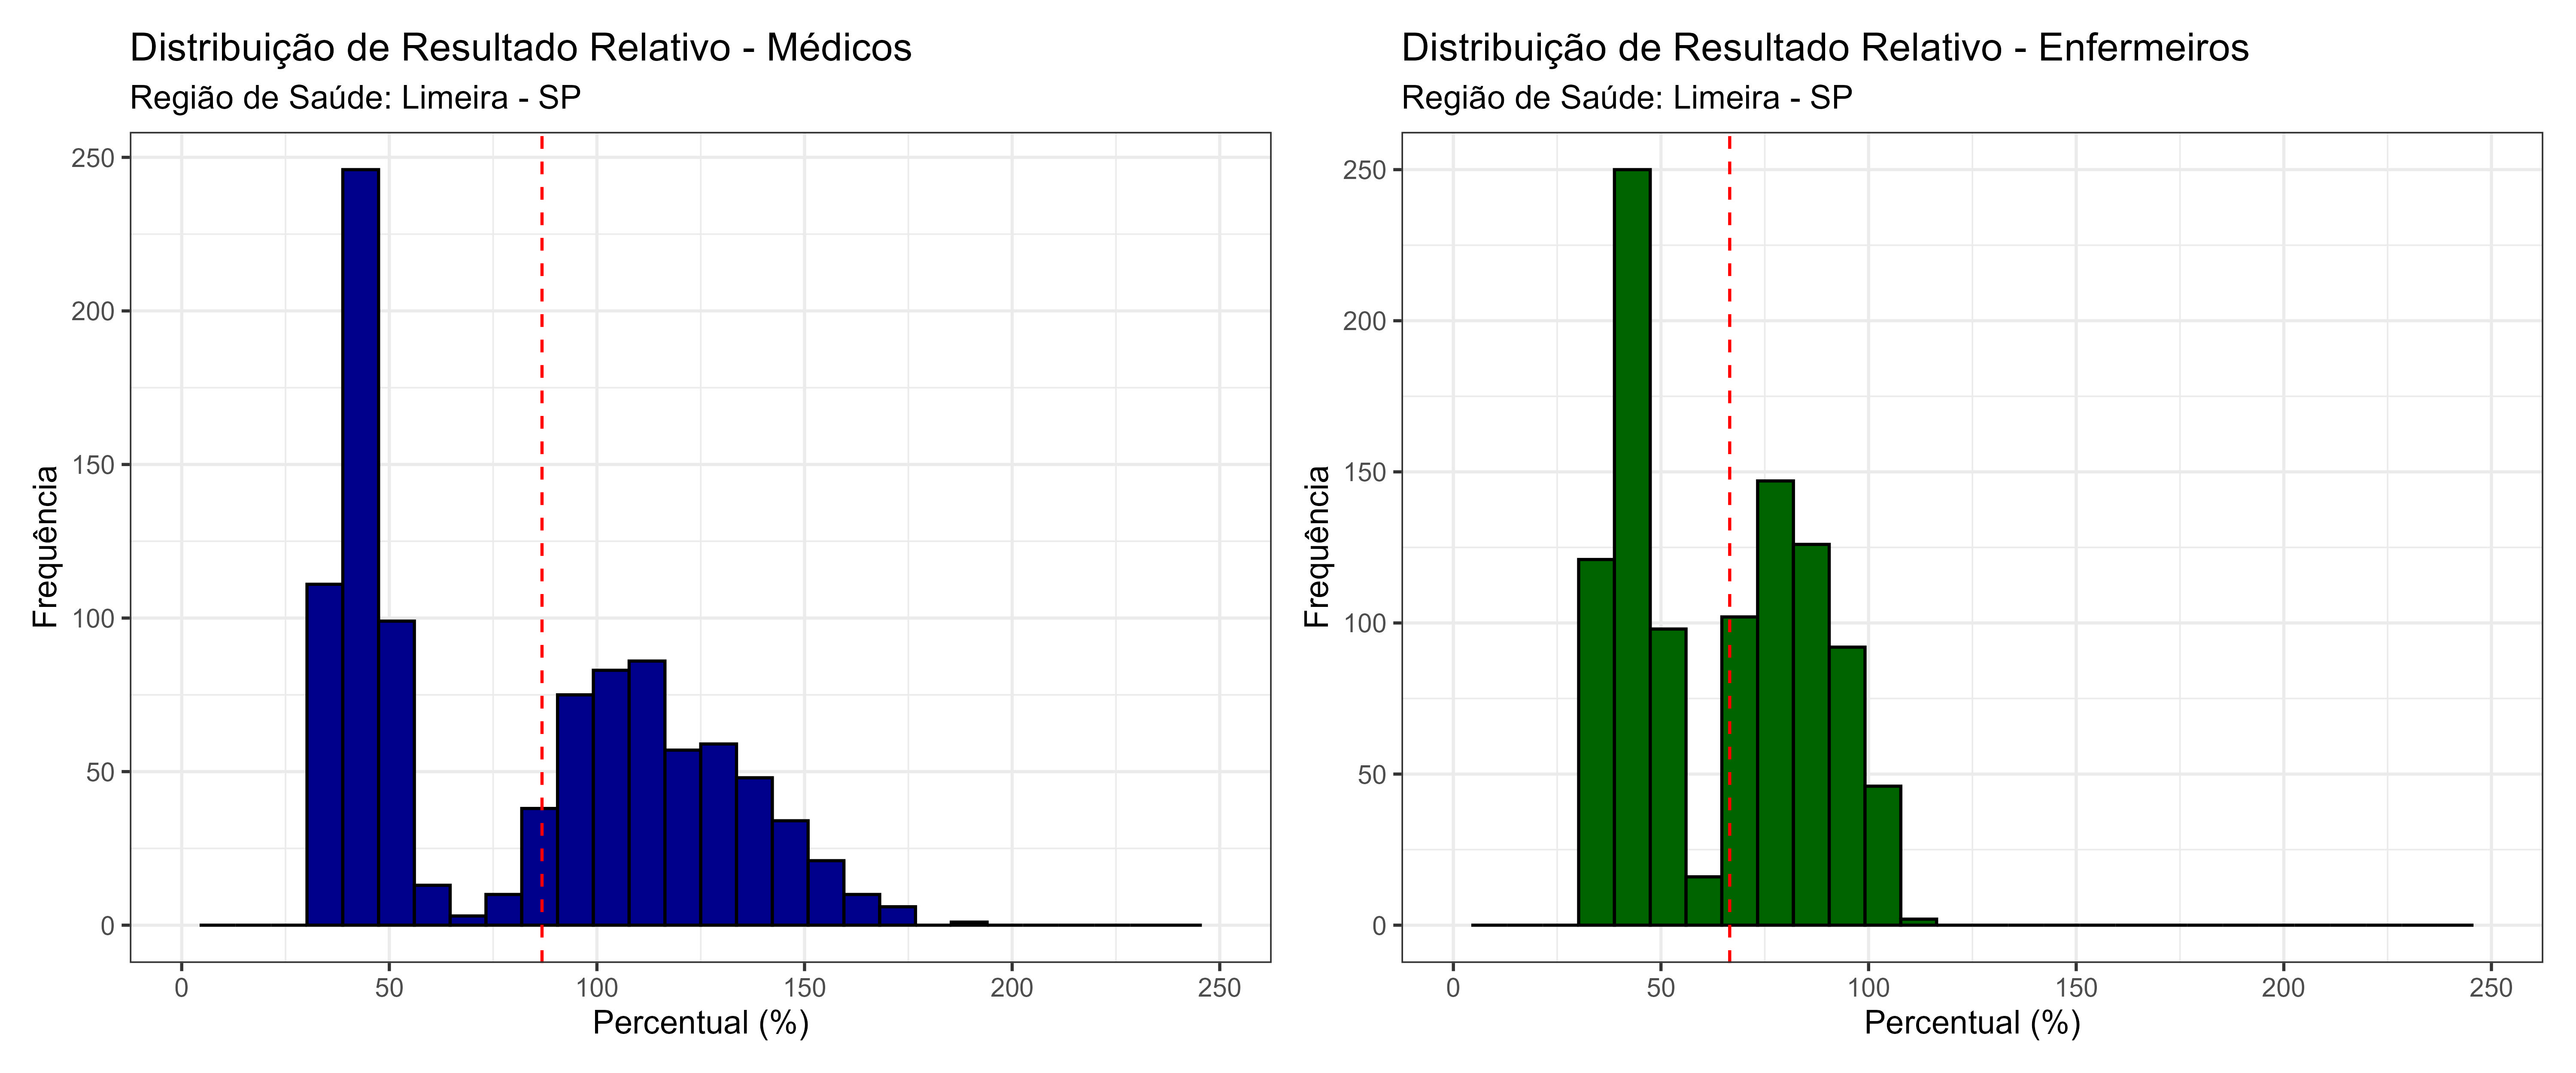 Distribuição de Resultado Relativo - Médicos
Região de Saúde: Limeira - SP
250
200
150
100
50
0
Frequência
0 50 100 150 200 250
Percentual (%)
Distribuição de Resultado Relativo - Enfermeiros
Região de Saúde: Limeira - SP
250
200
150
100
50
0
Frequência
0 50 100 150 200 250
Percentual (%)